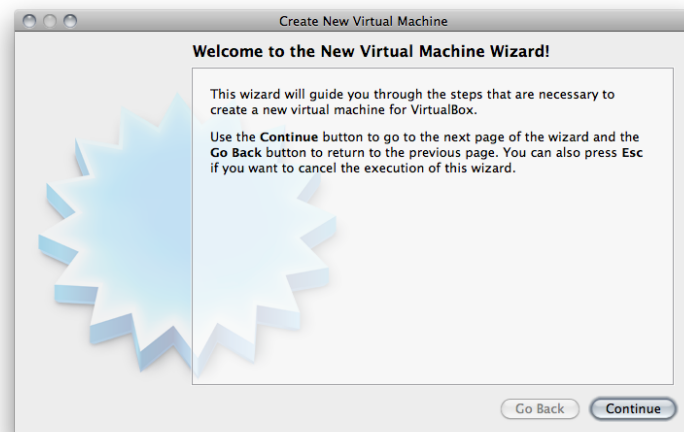 Create New Virtual Machine
Welcome to the New Virtual Machine Wizard!
This wizard will guide you through the steps that are necessary to
create a new virtual machine for VirtualBox.
Use the Continue button to go to the next page of the wizard and the
Go Back button to return to the previous page. You can also press Esc
if you want to cancel the execution of this wizard.
Go Back
Continue